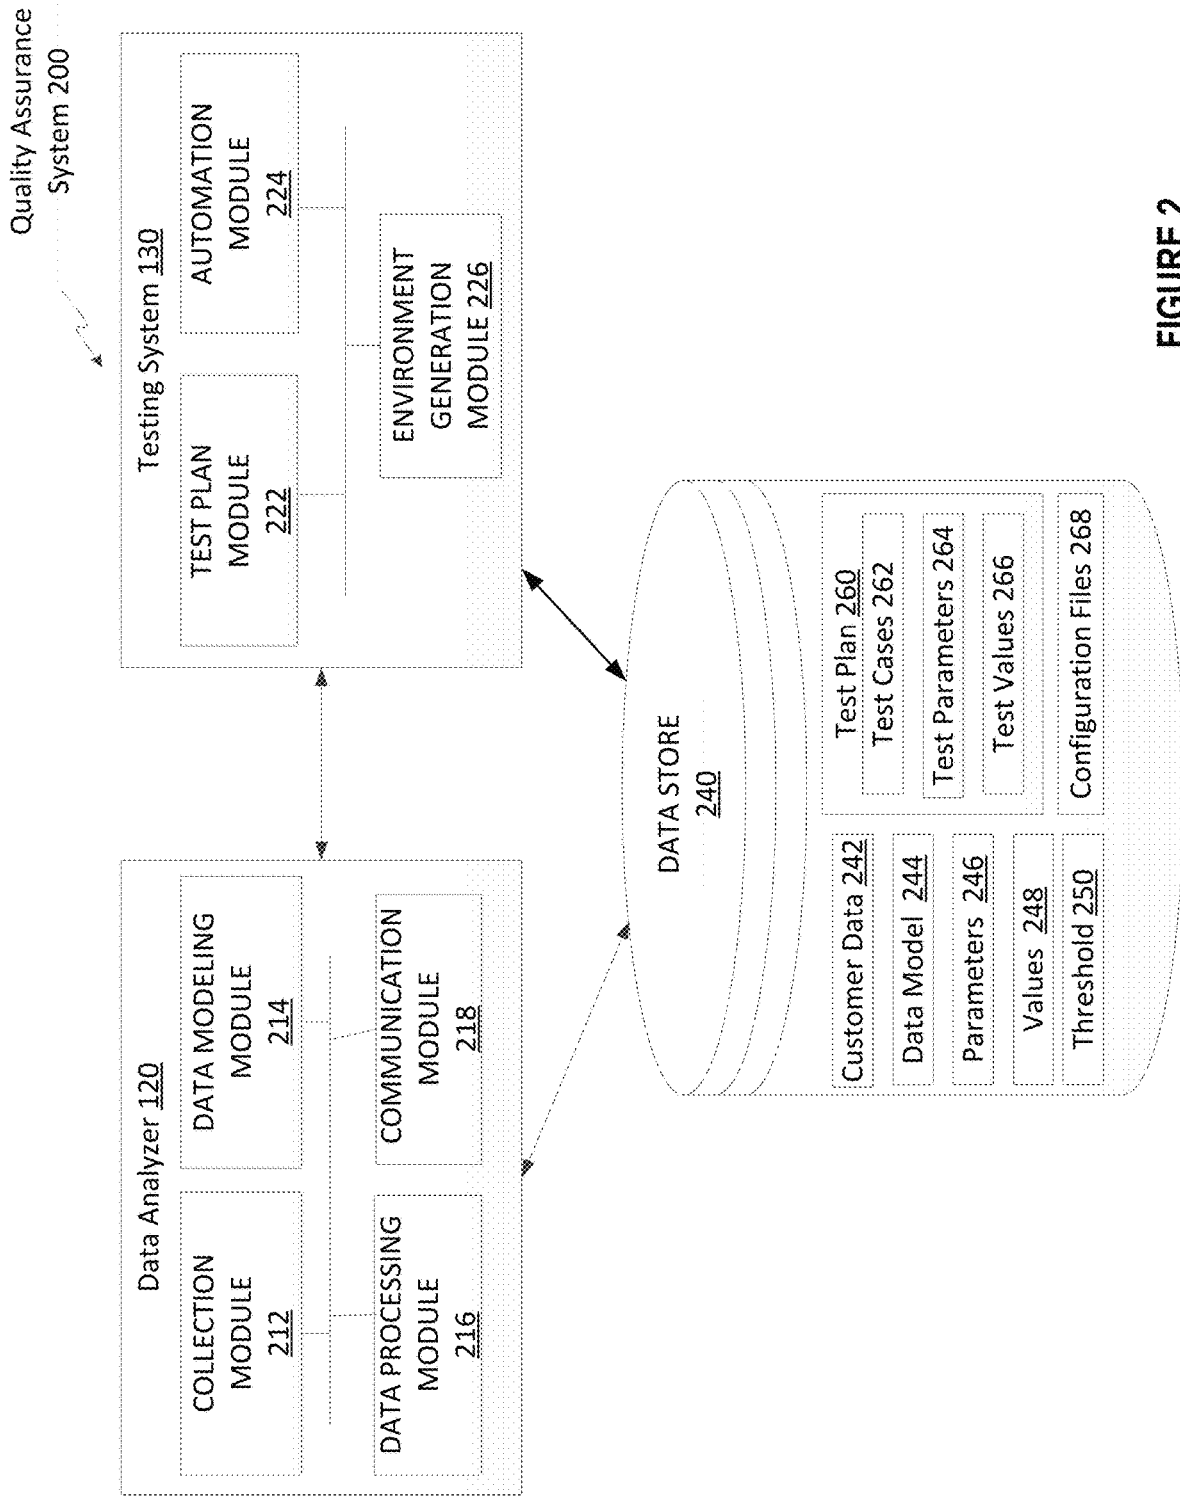 Quality Assurance
System 200
Data Analyzer 120
COLLECTION
MODULE
212
DATA MODELING
MODULE
214
DATA PROCESSING
MODULE
216
COMMUNICATION
MODULE
218
Testing System 130
TEST PLAN
MODULE
222
AUTOMATION
MODULE
224
ENVIRONMENT
GENERATION
MODULE 226
DATA STORE
240
Customer Data 242
Data Model 244
Parameters 246
Values 248
Threshold 250
Test Plan 260
Test Cases 262
Test Parameters 264
Test Values 266
Configuration Files 268
FIGURE 2